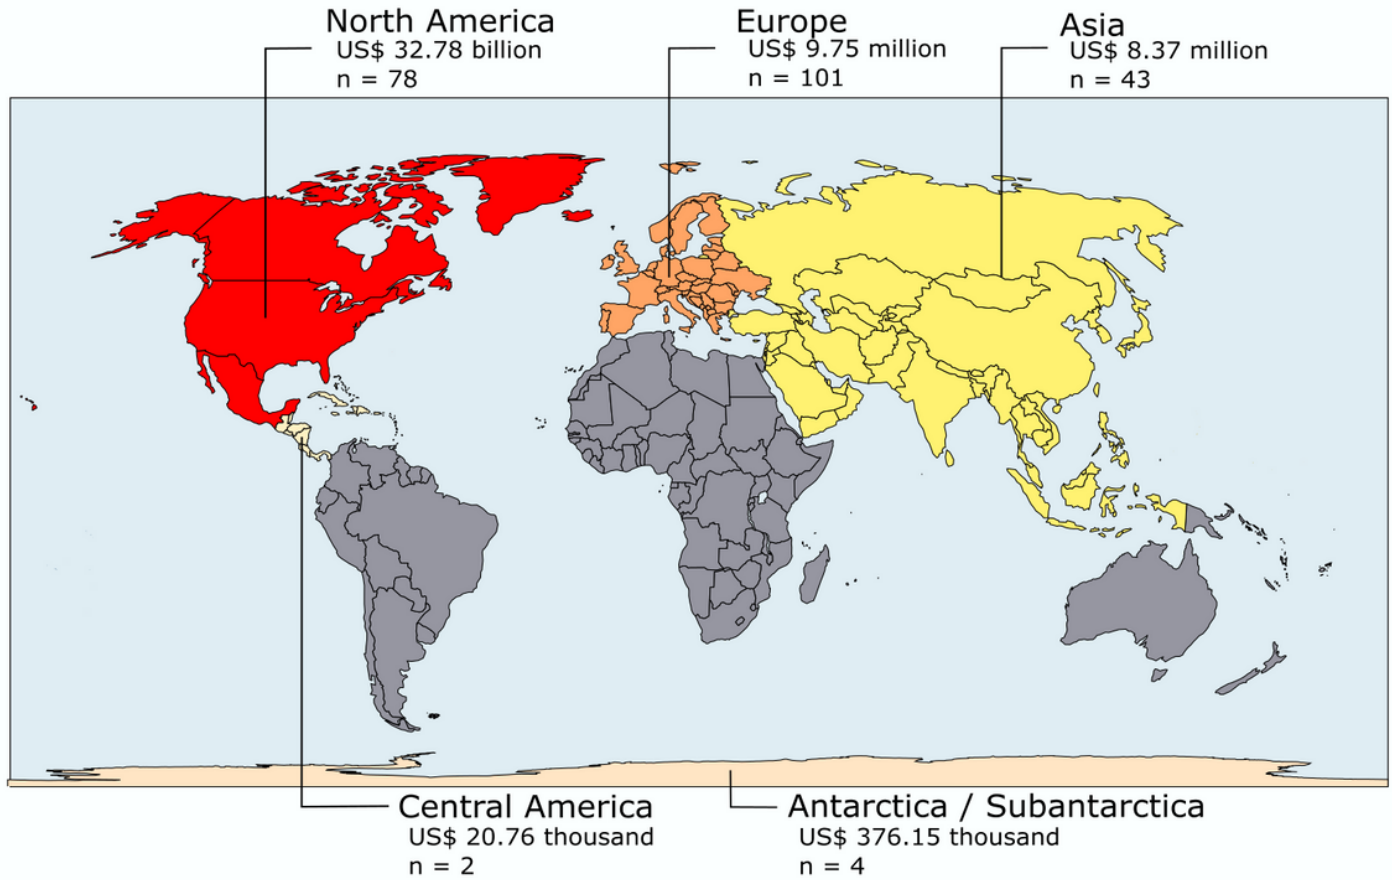 North America
US$ 32.78 billion
n = 78
Europe
US$ 9.75 million
n = 101
Asia
US$ 8.37 million
n = 43
Central America
US$ 20.76 thousand
n = 2
Antarctica / Subantarctica
US$ 376.15 thousand
n = 4